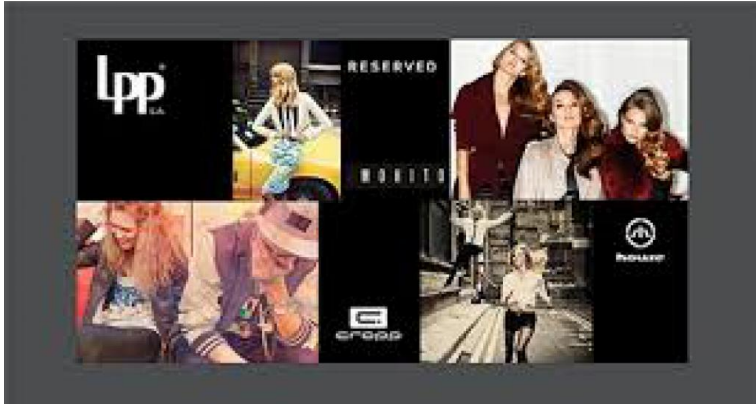 Lpp
S.A.
RESERVED
MOHITO
cropp
house